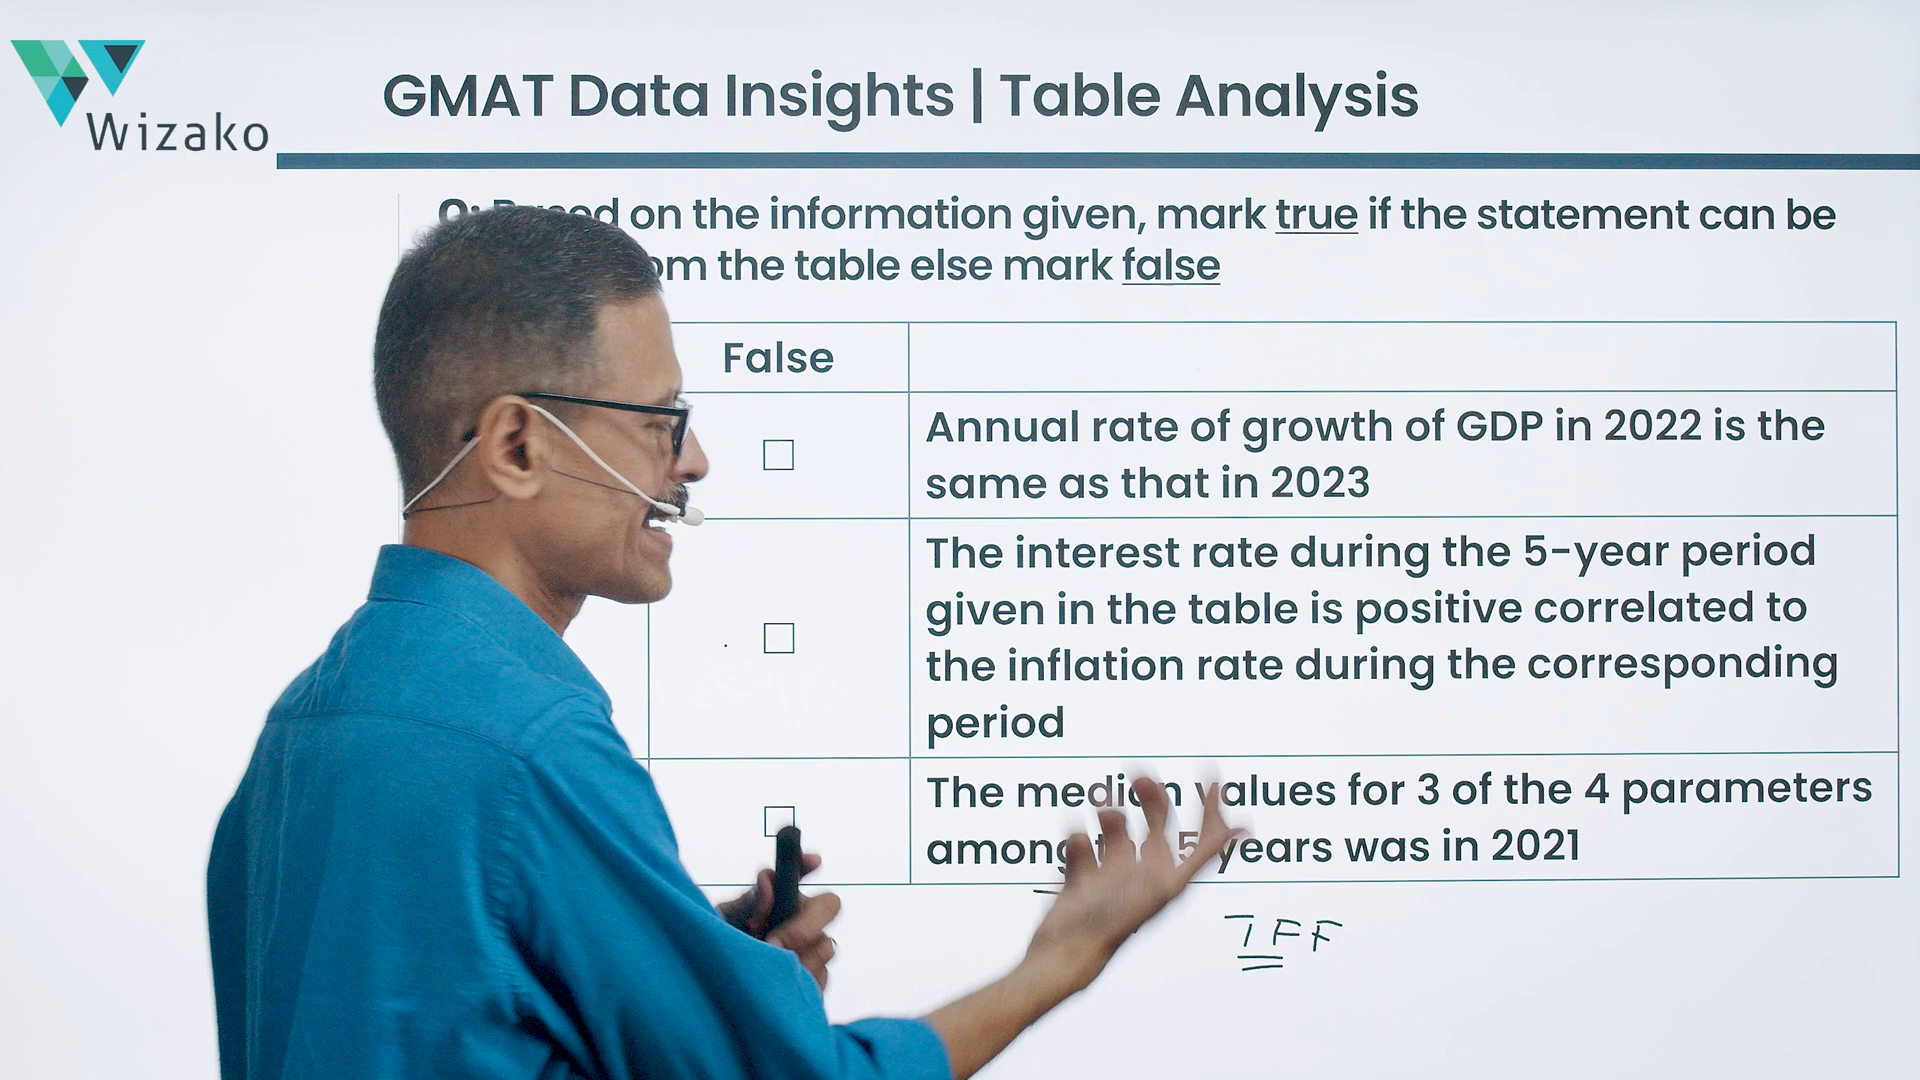 Wizako
GMAT Data Insights | Table Analysis
on the information given, mark true if the statement can be
the table else mark false
False
Annual rate of growth of GDP in 2022 is the
same as that in 2023
The interest rate during the 5-year period
given in the table is positive correlated to
the inflation rate during the corresponding
period
The median values for 3 of the 4 parameters
among the 5 years was in 2021
TFF